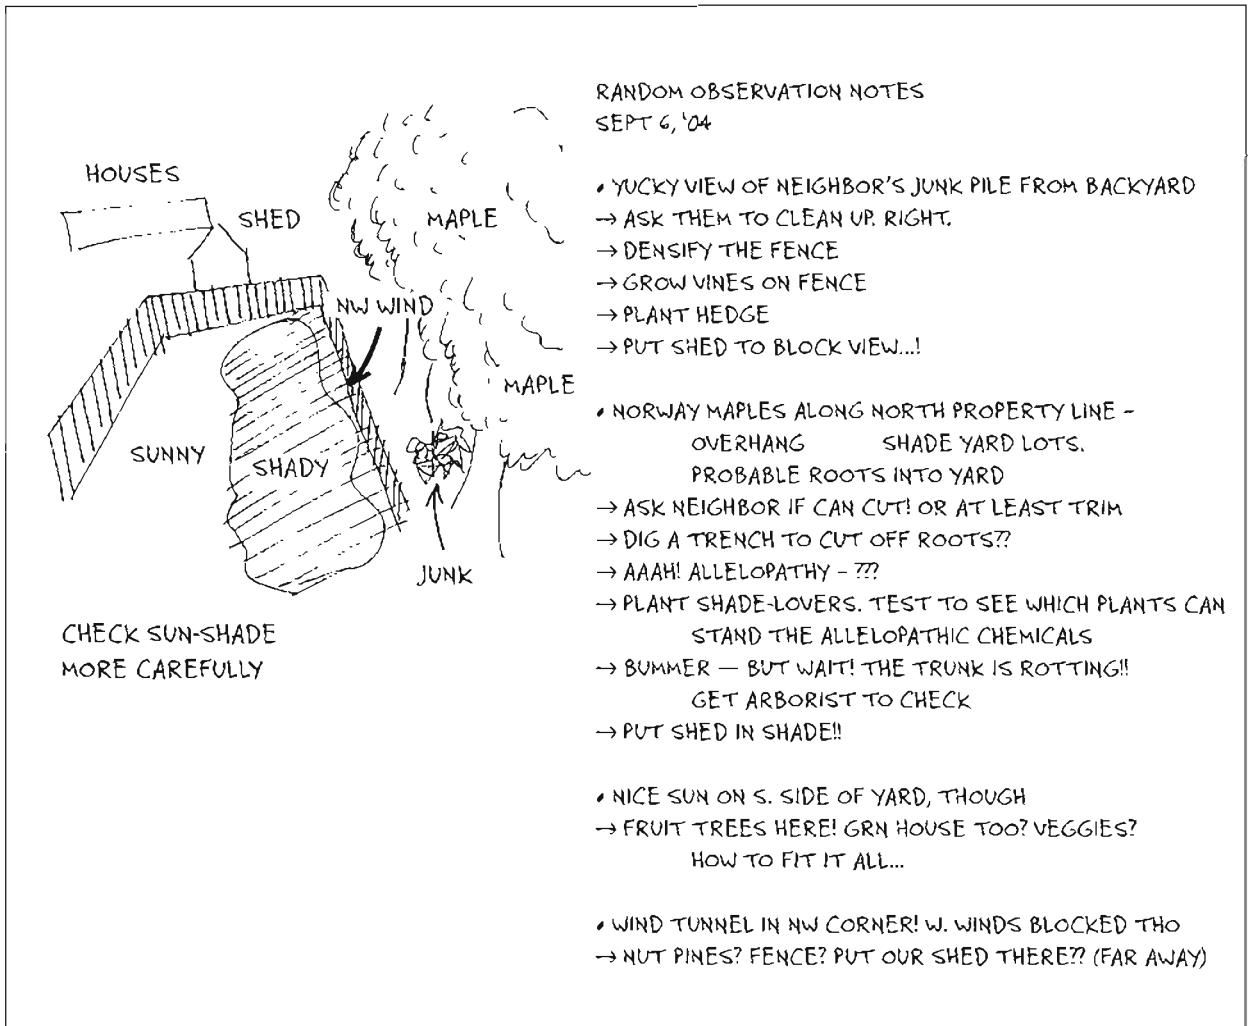 RANDOM OBSERVATION NOTES
SEPT 6, '04
HOUSES
SHED
MAPLE
NW WIND
MAPLE
SUNNY
SHADY
JUNK
CHECK SUN-SHADE
MORE CAREFULLY
• YUCKY VIEW OF NEIGHBOR'S JUNK PILE FROM BACKYARD
→ ASK THEM TO CLEAN UP. RIGHT.
→ DENSIFY THE FENCE
→ GROW VINES ON FENCE
→ PLANT HEDGE
→ PUT SHED TO BLOCK VIEW...!
• NORWAY MAPLES ALONG NORTH PROPERTY LINE –
OVERHANG SHADE YARD LOTS.
PROBABLE ROOTS INTO YARD
→ ASK NEIGHBOR IF CAN CUT! OR AT LEAST TRIM
→ DIG A TRENCH TO CUT OFF ROOTS??
→ AAAH! ALLELOPATHY – ???
→ PLANT SHADE-LOVERS. TEST TO SEE WHICH PLANTS CAN
STAND THE ALLELOPATHIC CHEMICALS
→ BUMMER — BUT WAIT! THE TRUNK IS ROTTING!!
GET ARBORIST TO CHECK
→ PUT SHED IN SHADE!!
• NICE SUN ON S. SIDE OF YARD, THOUGH
→ FRUIT TREES HERE! GRN HOUSE TOO? VEGGIES?
HOW TO FIT IT ALL...
• WIND TUNNEL IN NW CORNER! W. WINDS BLOCKED THO
→ NUT PINES? FENCE? PUT OUR SHED THERE?? (FAR AWAY)